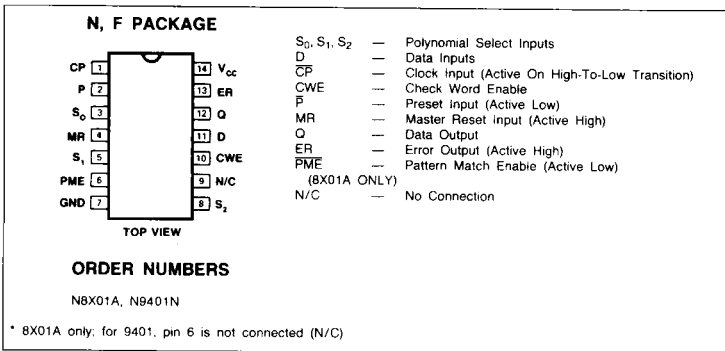 N, F PACKAGE
CP 1
P 2
S₀ 3
MR 4
S₁ 5
PME 6
GND 7
14 Vcc
13 ER
12 Q
11 D
10 CWE
9 N/C
8 S₂
TOP VIEW
S₀, S₁, S₂ — Polynomial Select Inputs
D — Data Inputs
C̅P̅ — Clock Input (Active On High-To-Low Transition)
CWE — Check Word Enable
P̅ — Preset Input (Active Low)
MR — Master Reset Input (Active High)
Q — Data Output
ER — Error Output (Active High)
P̅M̅E̅ — Pattern Match Enable (Active Low)
(8X01A ONLY)
N/C — No Connection
ORDER NUMBERS
N8X01A, N9401N
* 8X01A only; for 9401, pin 6 is not connected (N/C)